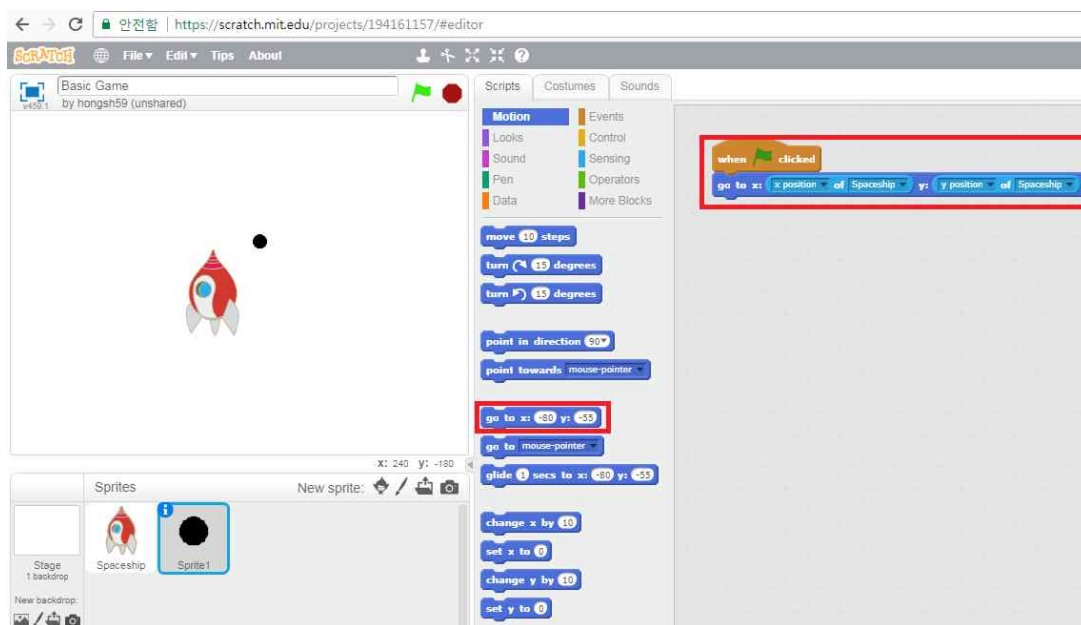 안전함 | https://scratch.mit.edu/projects/194161157/#editor
SCRATCH File Edit Tips About
Basic Game
by hongsh59 (unshared)
v459.1
Scripts Costumes Sounds
Motion Events
Looks Control
Sound Sensing
Pen Operators
Data More Blocks
move 10 steps
turn 15 degrees
turn 15 degrees
point in direction 90
point towards mouse-pointer
go to x: -80 y: -55
go to mouse-pointer
glide 1 secs to x: -80 y: -55
change x by 10
set x to 0
change y by 10
set y to 0
when clicked
go to x: x position of Spaceship y: y position of Spaceship
X: 240 y: -180
Sprites New sprite:
Stage
1 backdrop
New backdrop:
Spaceship
Sprite1